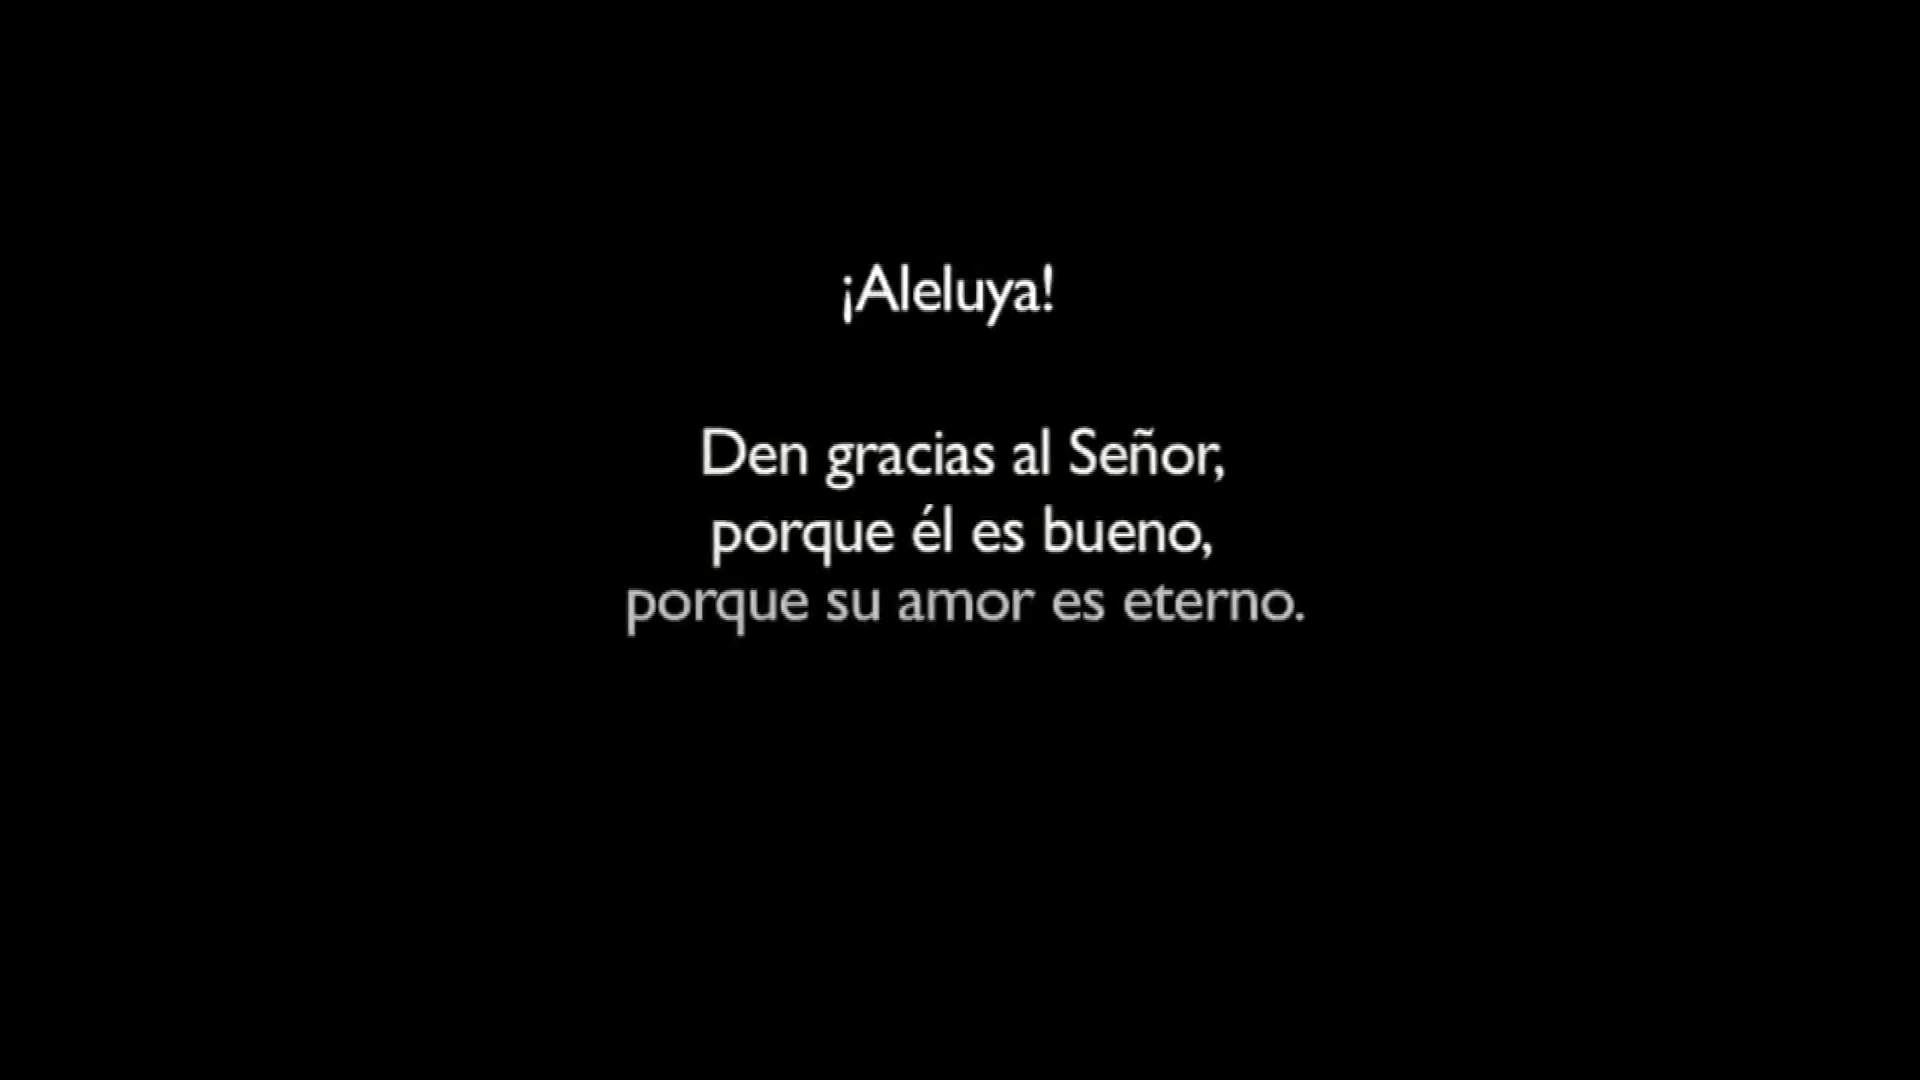 ¡Aleluya!
Den gracias al Señor,
porque él es bueno,
porque su amor es eterno.